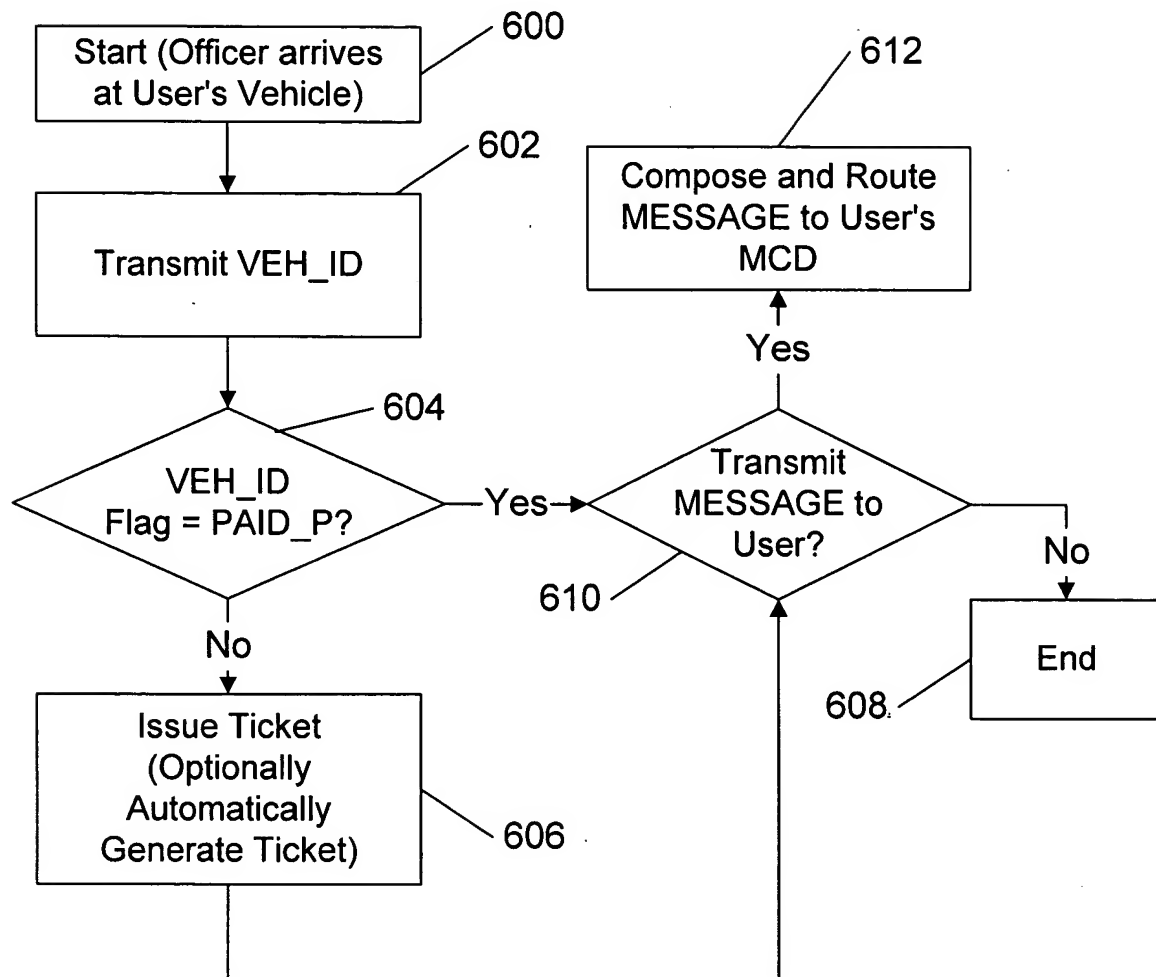 Start (Officer arrives
at User's Vehicle)
600
602
Transmit VEH_ID
604
VEH_ID
Flag = PAID_P?
Yes
No
Issue Ticket
(Optionally
Automatically
Generate Ticket)
606
612
Compose and Route
MESSAGE to User's
MCD
Yes
Transmit
MESSAGE to
User?
610
No
End
608